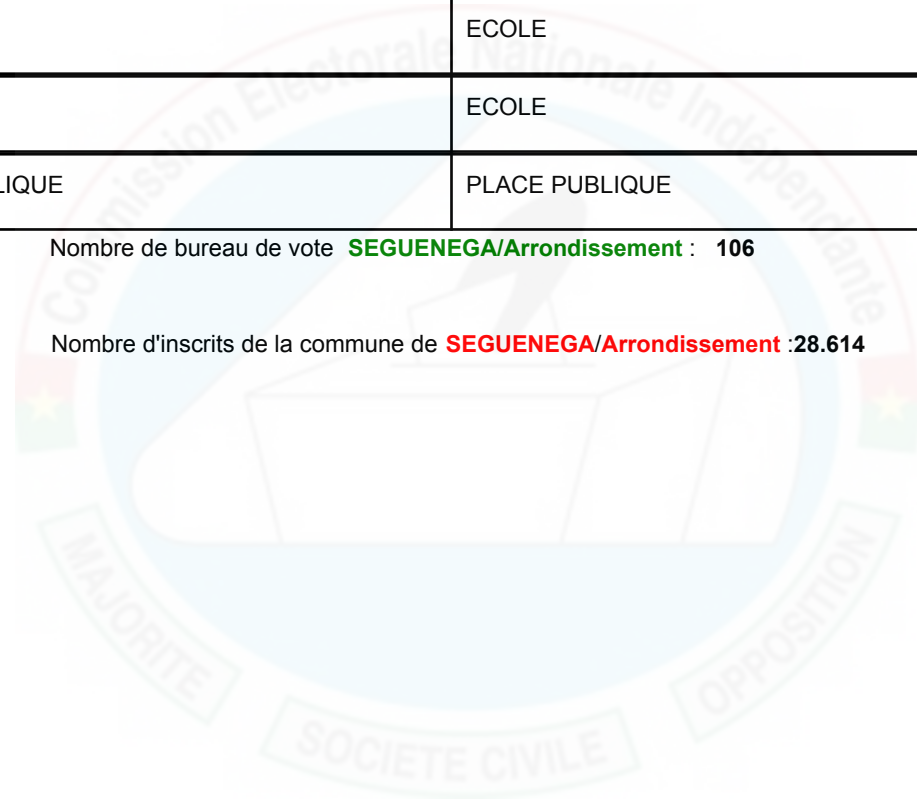 ECOLE
ECOLE
LIQUE PLACE PUBLIQUE
Nombre de bureau de vote SEGUENEGA/Arrondissement : 106
Nombre d'inscrits de la commune de SEGUENEGA/Arrondissement :28.614
Commission Electorale Nationale Indépendante
MAJORITE
SOCIETE CIVILE
OPPOSITION